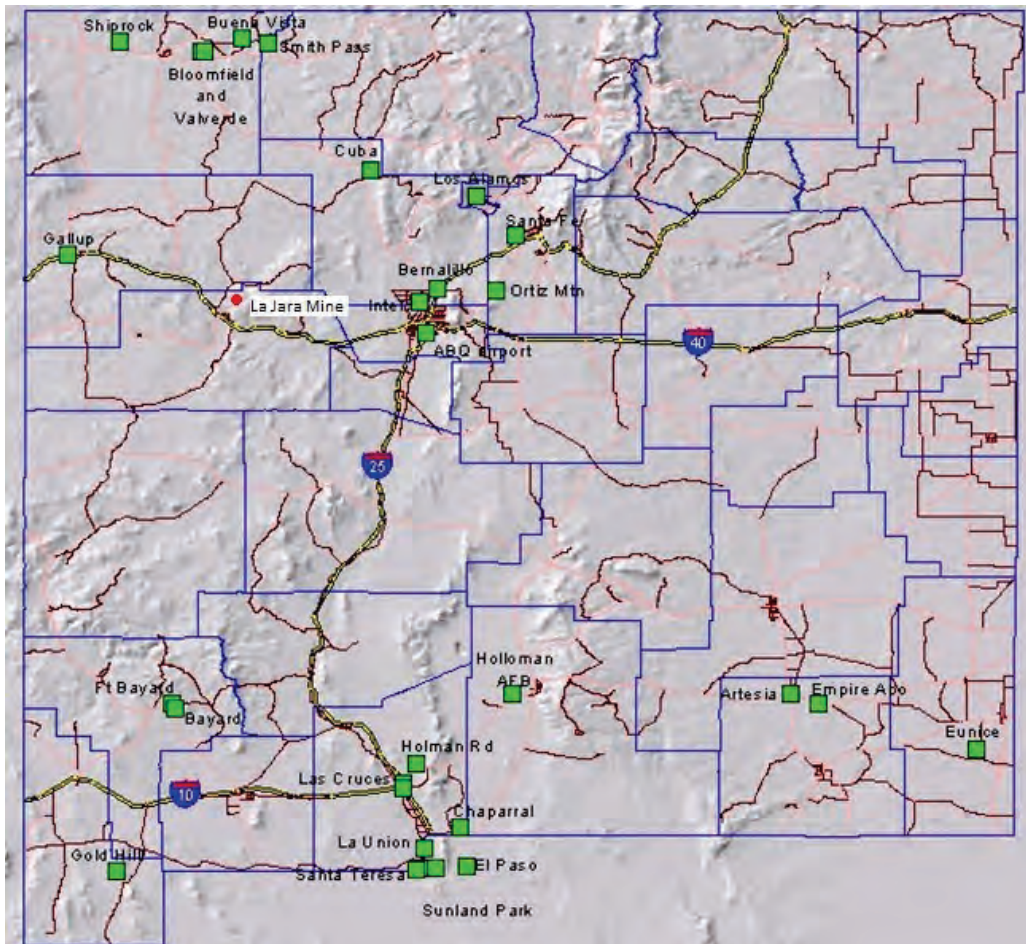 Buena Vista
Shiprock
Smith Pass
Bloomfield
and
Valverde
Cuba
Los Alamos
Santa Fe
Gallup
Bernalillo
Ortiz Mtn
La Jara Mine
Intel
ABQ airport
40
25
Holloman
AFB
Ft Bayard
Bayard
Artesia
Empire Abo
Eunice
Holman Rd
Las Cruces
10
Chaparral
La Union
Gold Hill
Santa Teresa
El Paso
Sunland Park